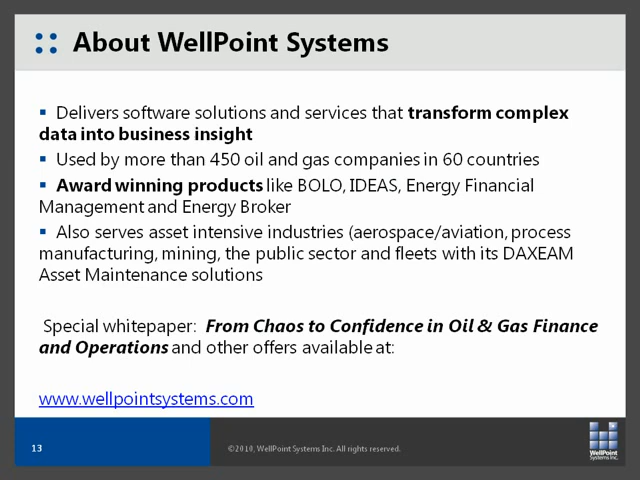 About WellPoint Systems
▪ Delivers software solutions and services that transform complex
data into business insight
▪ Used by more than 450 oil and gas companies in 60 countries
▪ Award winning products like BOLO, IDEAS, Energy Financial
Management and Energy Broker
▪ Also serves asset intensive industries (aerospace/aviation, process
manufacturing, mining, the public sector and fleets with its DAXEAM
Asset Maintenance solutions
Special whitepaper: From Chaos to Confidence in Oil & Gas Finance
and Operations and other offers available at:
www.wellpointsystems.com
13
©2010, WellPoint Systems Inc. All rights reserved.
WellPoint
Systems Inc.